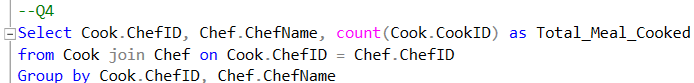 --Q4
Select Cook.ChefID, Chef.ChefName, count(Cook.CookID) as Total_Meal_Cooked
from Cook join Chef on Cook.ChefID = Chef.ChefID
Group by Cook.ChefID, Chef.ChefName